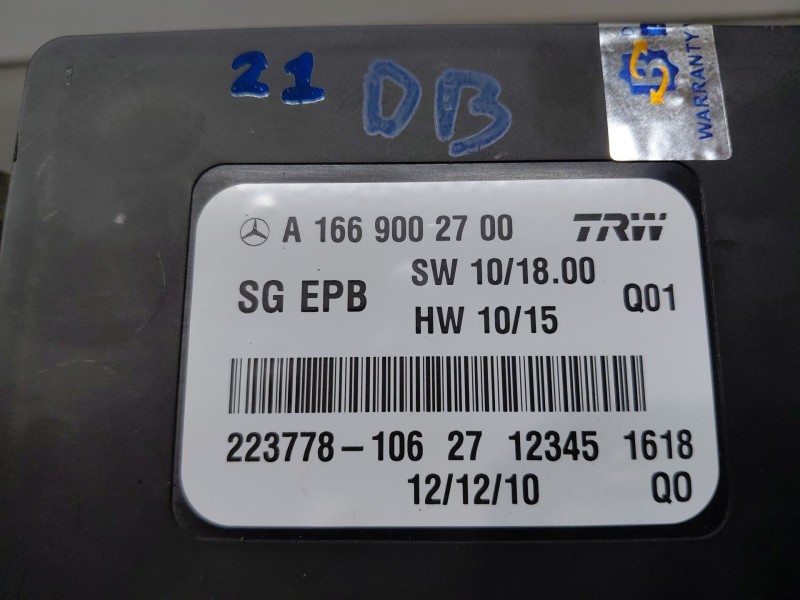 21 DB
WARRANTY
A 166 900 27 00 TRW
SW 10/18.00
SG EPB Q01
HW 10/15
223778-106 27 12345 1618
12/12/10 QO